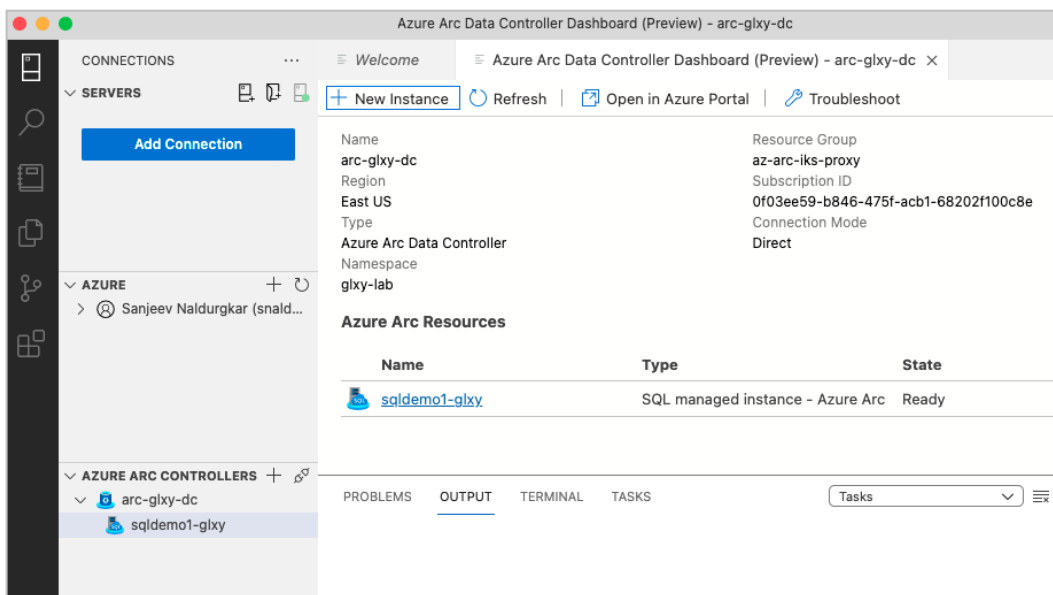 Azure Arc Data Controller Dashboard (Preview) - arc-glxy-dc
CONNECTIONS ...
SERVERS
Add Connection
AZURE
Sanjeev Naldurgkar (snald...
AZURE ARC CONTROLLERS
arc-glxy-dc
sqldemo1-glxy
Welcome
Azure Arc Data Controller Dashboard (Preview) - arc-glxy-dc
New Instance Refresh Open in Azure Portal Troubleshoot
Name
arc-glxy-dc
Region
East US
Type
Azure Arc Data Controller
Namespace
glxy-lab
Resource Group
az-arc-iks-proxy
Subscription ID
0f03ee59-b846-475f-acb1-68202f100c8e
Connection Mode
Direct
Azure Arc Resources
Name Type State
SQL sqldemo1-glxy SQL managed instance - Azure Arc Ready
PROBLEMS OUTPUT TERMINAL TASKS Tasks